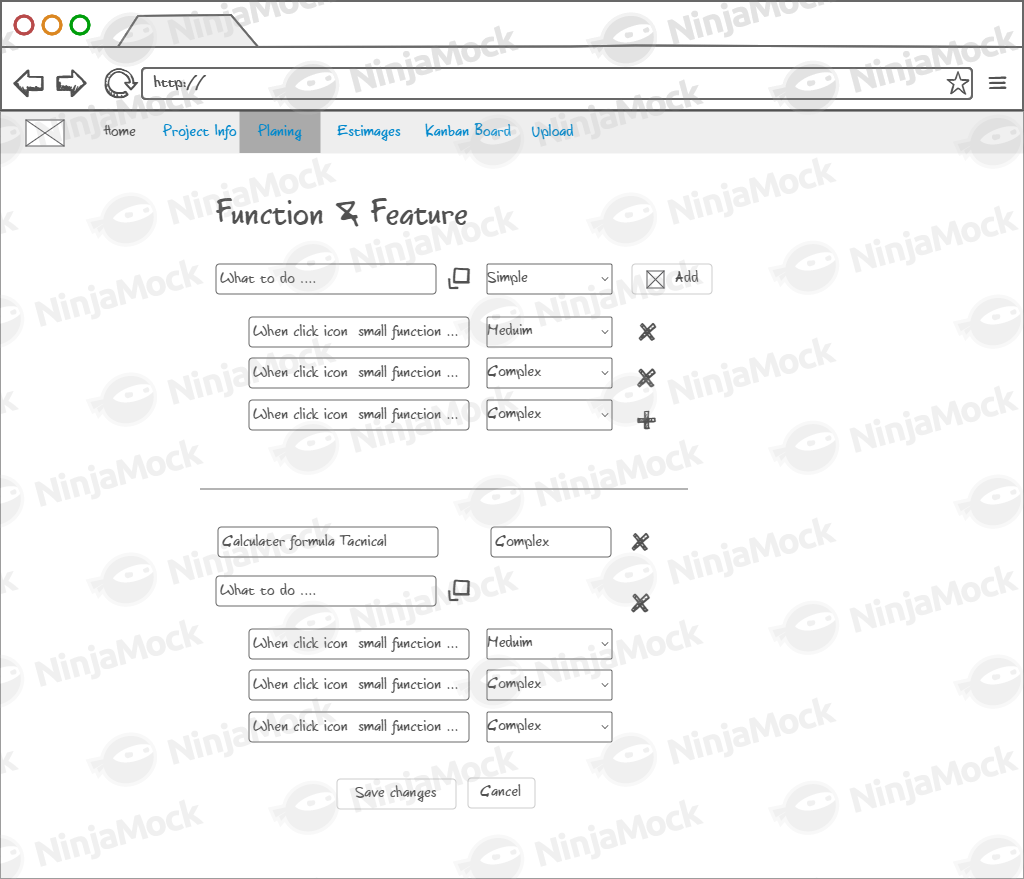 http://
Home Project Info Planing Estimages Kanban Board Upload
Function & Feature
What to do .... Simple Add
When click icon small function ... Meduim
When click icon small function ... Complex
When click icon small function ... Complex
Calculater formula Tacnical Complex
What to do ....
When click icon small function ... Meduim
When click icon small function ... Complex
When click icon small function ... Complex
Save changes Cancel
NinjaMock